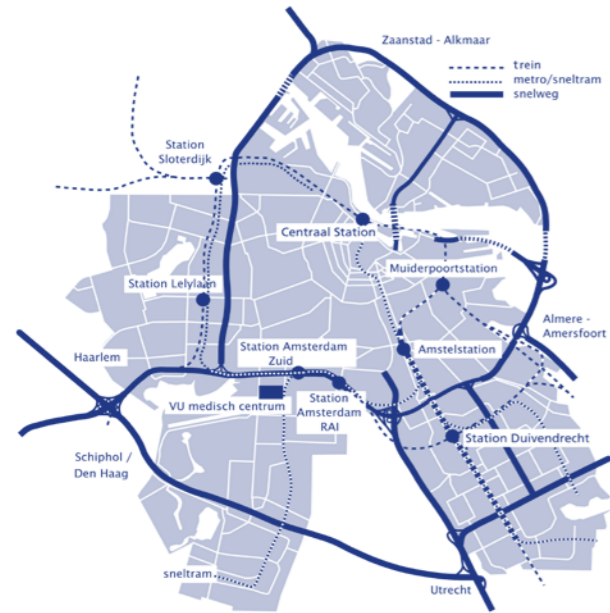 Zaanstad - Alkmaar
trein
metro/sneltram
snelweg
Station
Sloterdijk
Centraal Station
Muiderpoortstation
Station Lelylaan
Almere -
Amersfoort
Station Amsterdam
Zuid
Amstelstation
Haarlem
VU medisch centrum
Station
Amsterdam
RAI
Station Duivendrecht
Schiphol /
Den Haag
sneltram
Utrecht